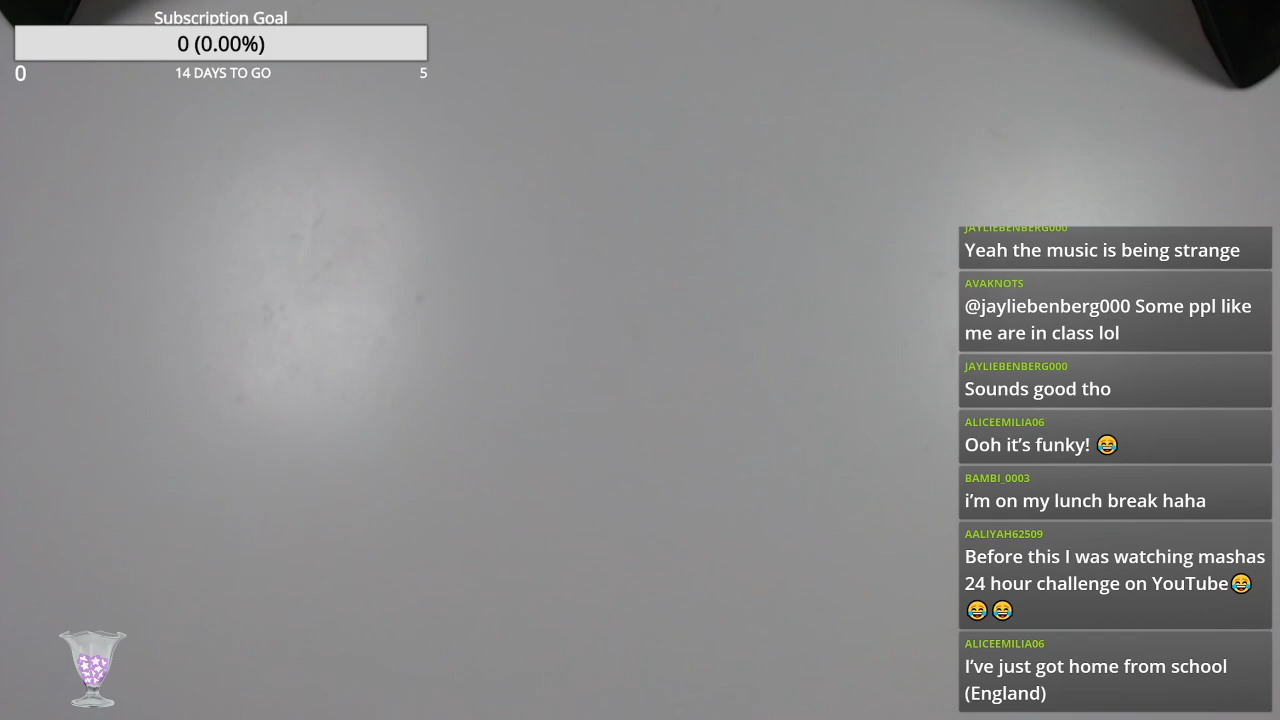 Subscription Goal
0 (0.00%)
0
14 DAYS TO GO
5
JAYLIEBENBERG000
Yeah the music is being strange
AVAKNOTS
@jayliebenberg000 Some ppl like
me are in class lol
JAYLIEBENBERG000
Sounds good tho
ALICEEMILIA06
Ooh it’s funky! 😂
BAMBI_0003
i’m on my lunch break haha
AALIYAH62509
Before this I was watching mashas
24 hour challenge on YouTube😂
😂😂
ALICEEMILIA06
I’ve just got home from school
(England)